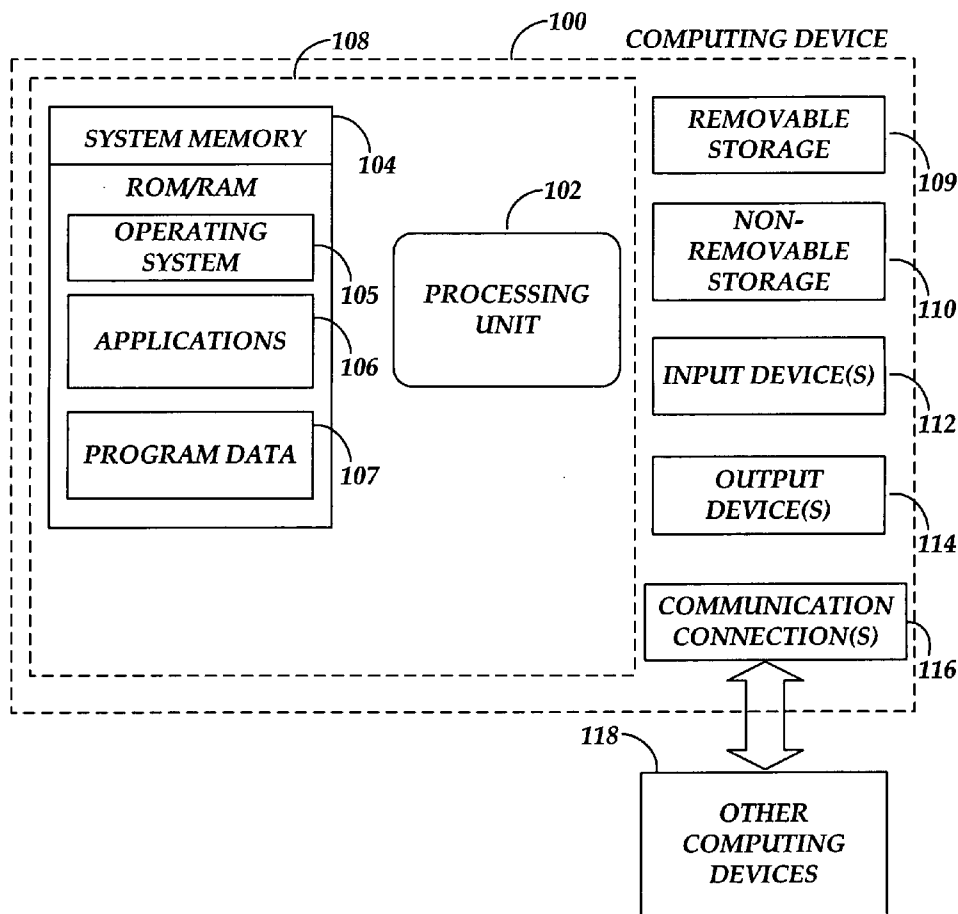 100
COMPUTING DEVICE
108
SYSTEM MEMORY
104
ROM/RAM
OPERATING
SYSTEM
105
APPLICATIONS
106
PROGRAM DATA
107
102
PROCESSING
UNIT
REMOVABLE
STORAGE
109
NON-
REMOVABLE
STORAGE
110
INPUT DEVICE(S)
112
OUTPUT
DEVICE(S)
114
COMMUNICATION
CONNECTION(S)
116
118
OTHER
COMPUTING
DEVICES